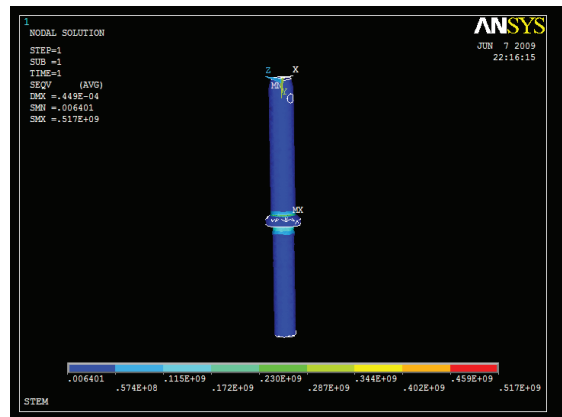 1
NODAL SOLUTION
STEP=1
SUB =1
TIME=1
SEQV (AVG)
DMX =.449E-04
SMN =.006401
SMX =.517E+09
ANSYS
JUN 7 2009
22:16:15
Z X
MN
Y
MX
.006401 .115E+09 .230E+09 .344E+09 .459E+09
.574E+08 .172E+09 .287E+09 .402E+09 .517E+09
STEM